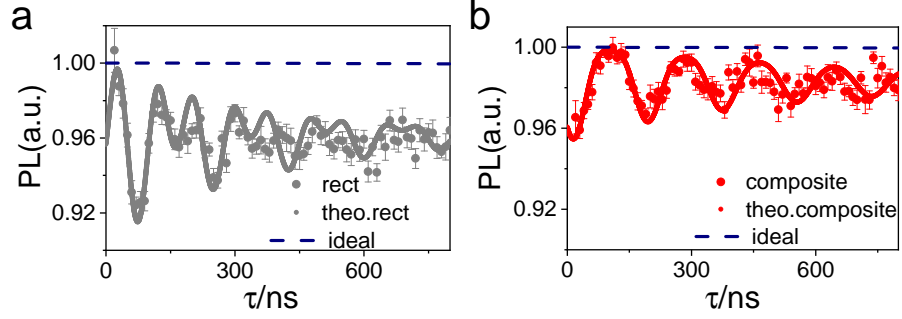 a
PL(a.u.)
1.00
0.96
0.92
rect
theo.rect
ideal
0 300 600
τ/ns
b
PL(a.u.)
1.00
0.96
0.92
composite
theo.composite
ideal
0 300 600
τ/ns